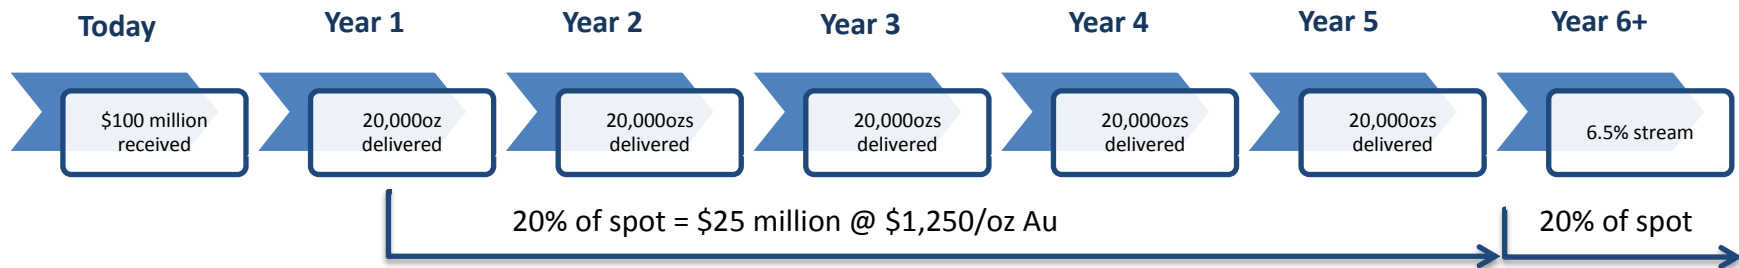 Today
Year 1
Year 2
Year 3
Year 4
Year 5
Year 6+
$100 million
received
20,000oz
delivered
20,000ozs
delivered
20,000ozs
delivered
20,000ozs
delivered
20,000ozs
delivered
6.5% stream
20% of spot = $25 million @ $1,250/oz Au
20% of spot